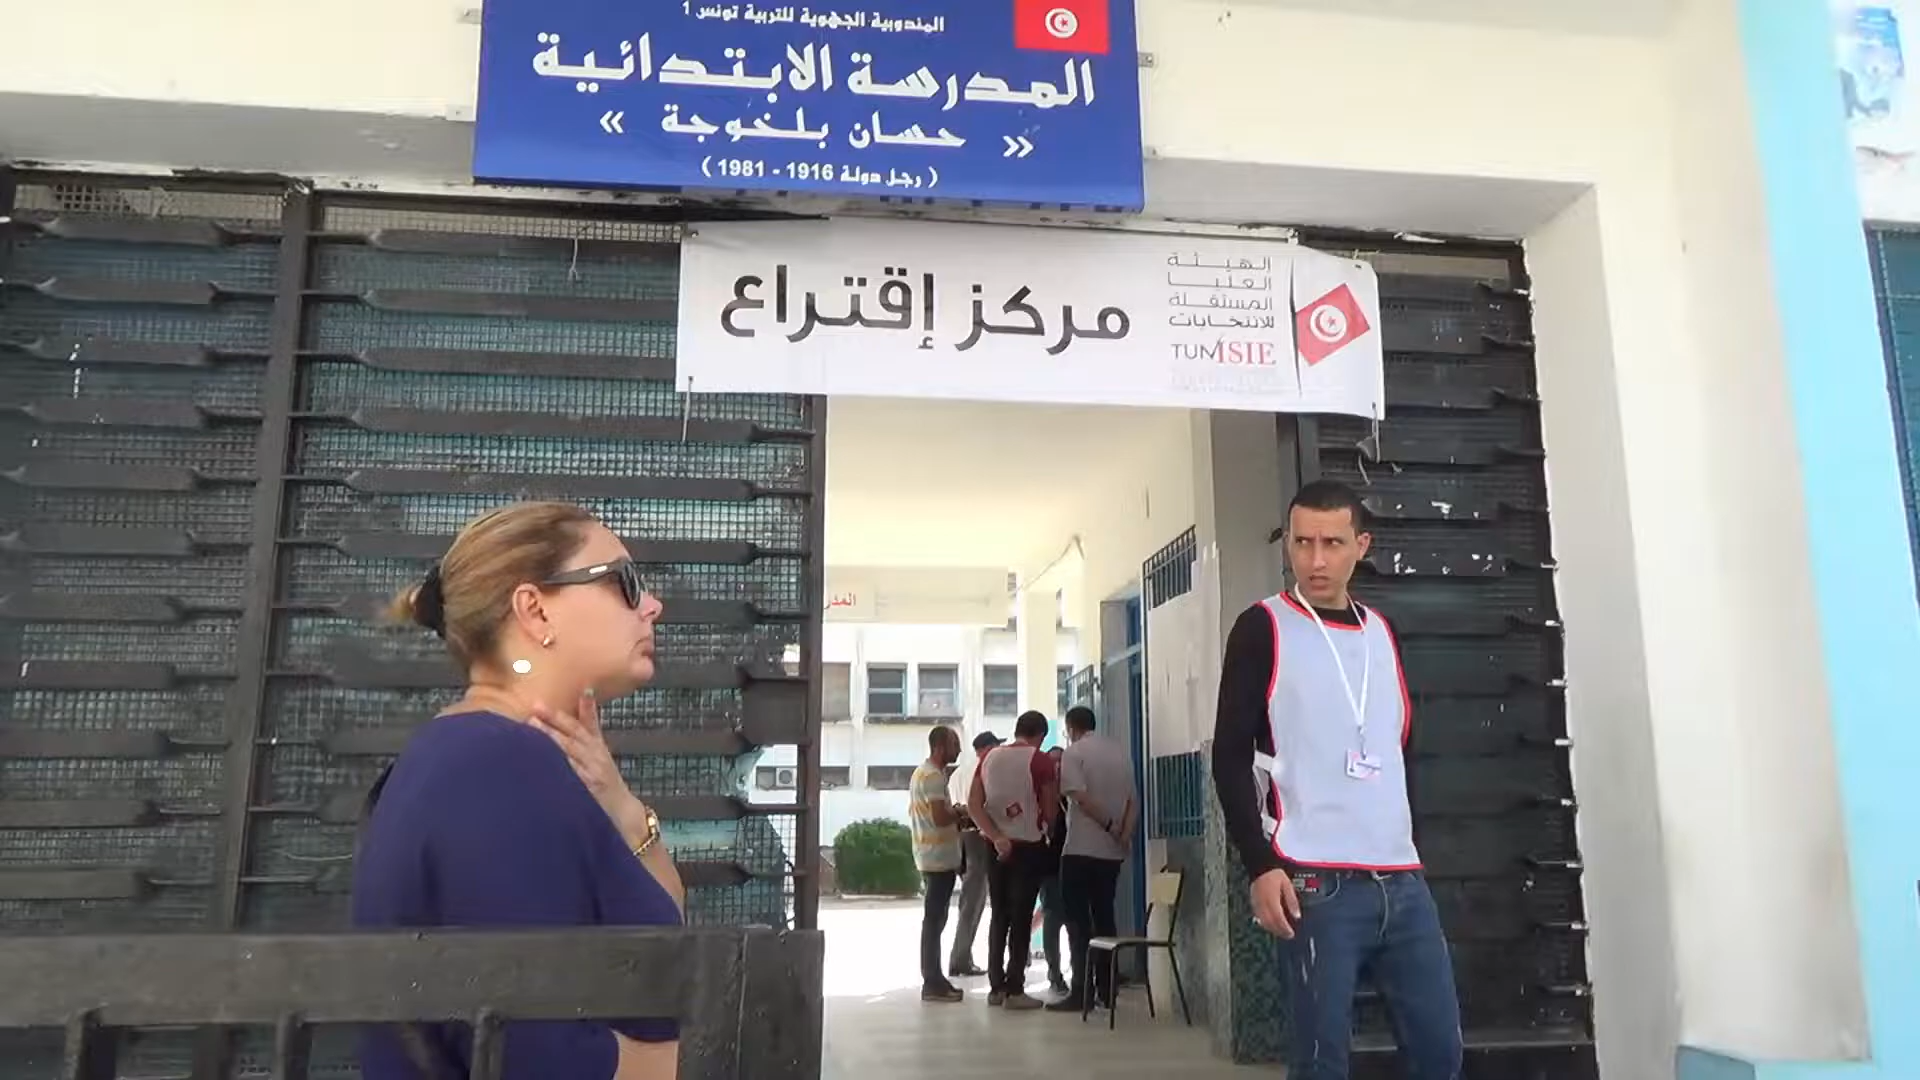 المندوبية الجهوية للتربية تونس 1
المدرسة الابتدائية
« حسان بلخوجة »
( رجل دولة 1916 - 1981 )
مركز إقتراع
الهيئة
العليا
المستقلة
للانتخابات
TUNISIE
المدر